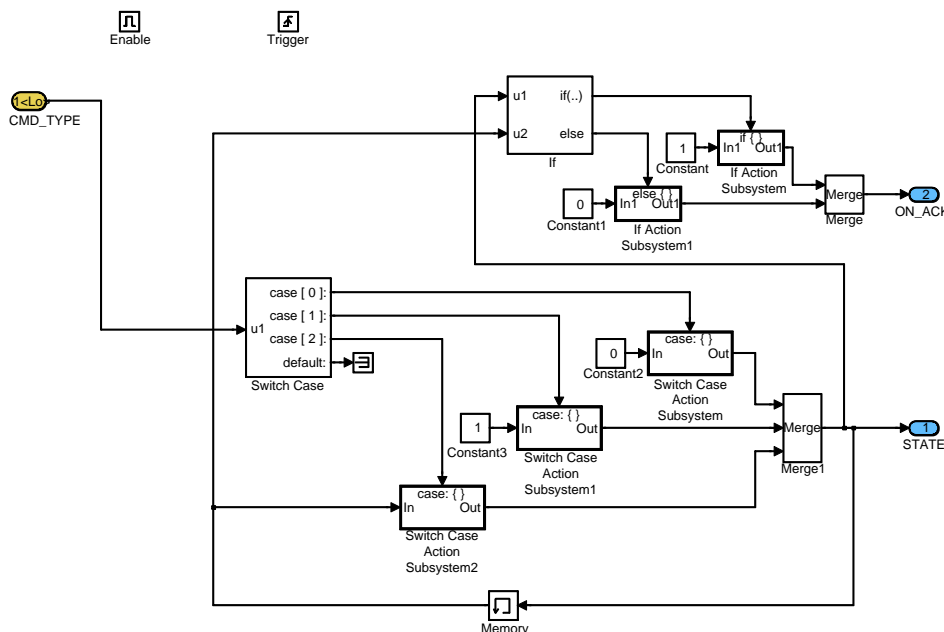 Enable
Trigger
1<Lo
CMD_TYPE
u1
if(..)
u2
else
If
1
Constant
if { }
In1
Out1
If Action
Subsystem
0
Constant1
else { }
In1
Out1
If Action
Subsystem1
Merge
Merge
2
ON_ACK
u1
case [ 0 ]:
case [ 1 ]:
case [ 2 ]:
default:
Switch Case
0
Constant2
case: { }
In
Out
Switch Case
Action
Subsystem
1
Constant3
case: { }
In
Out
Switch Case
Action
Subsystem1
Merge
Merge1
1
STATE
case: { }
In
Out
Switch Case
Action
Subsystem2
Memory